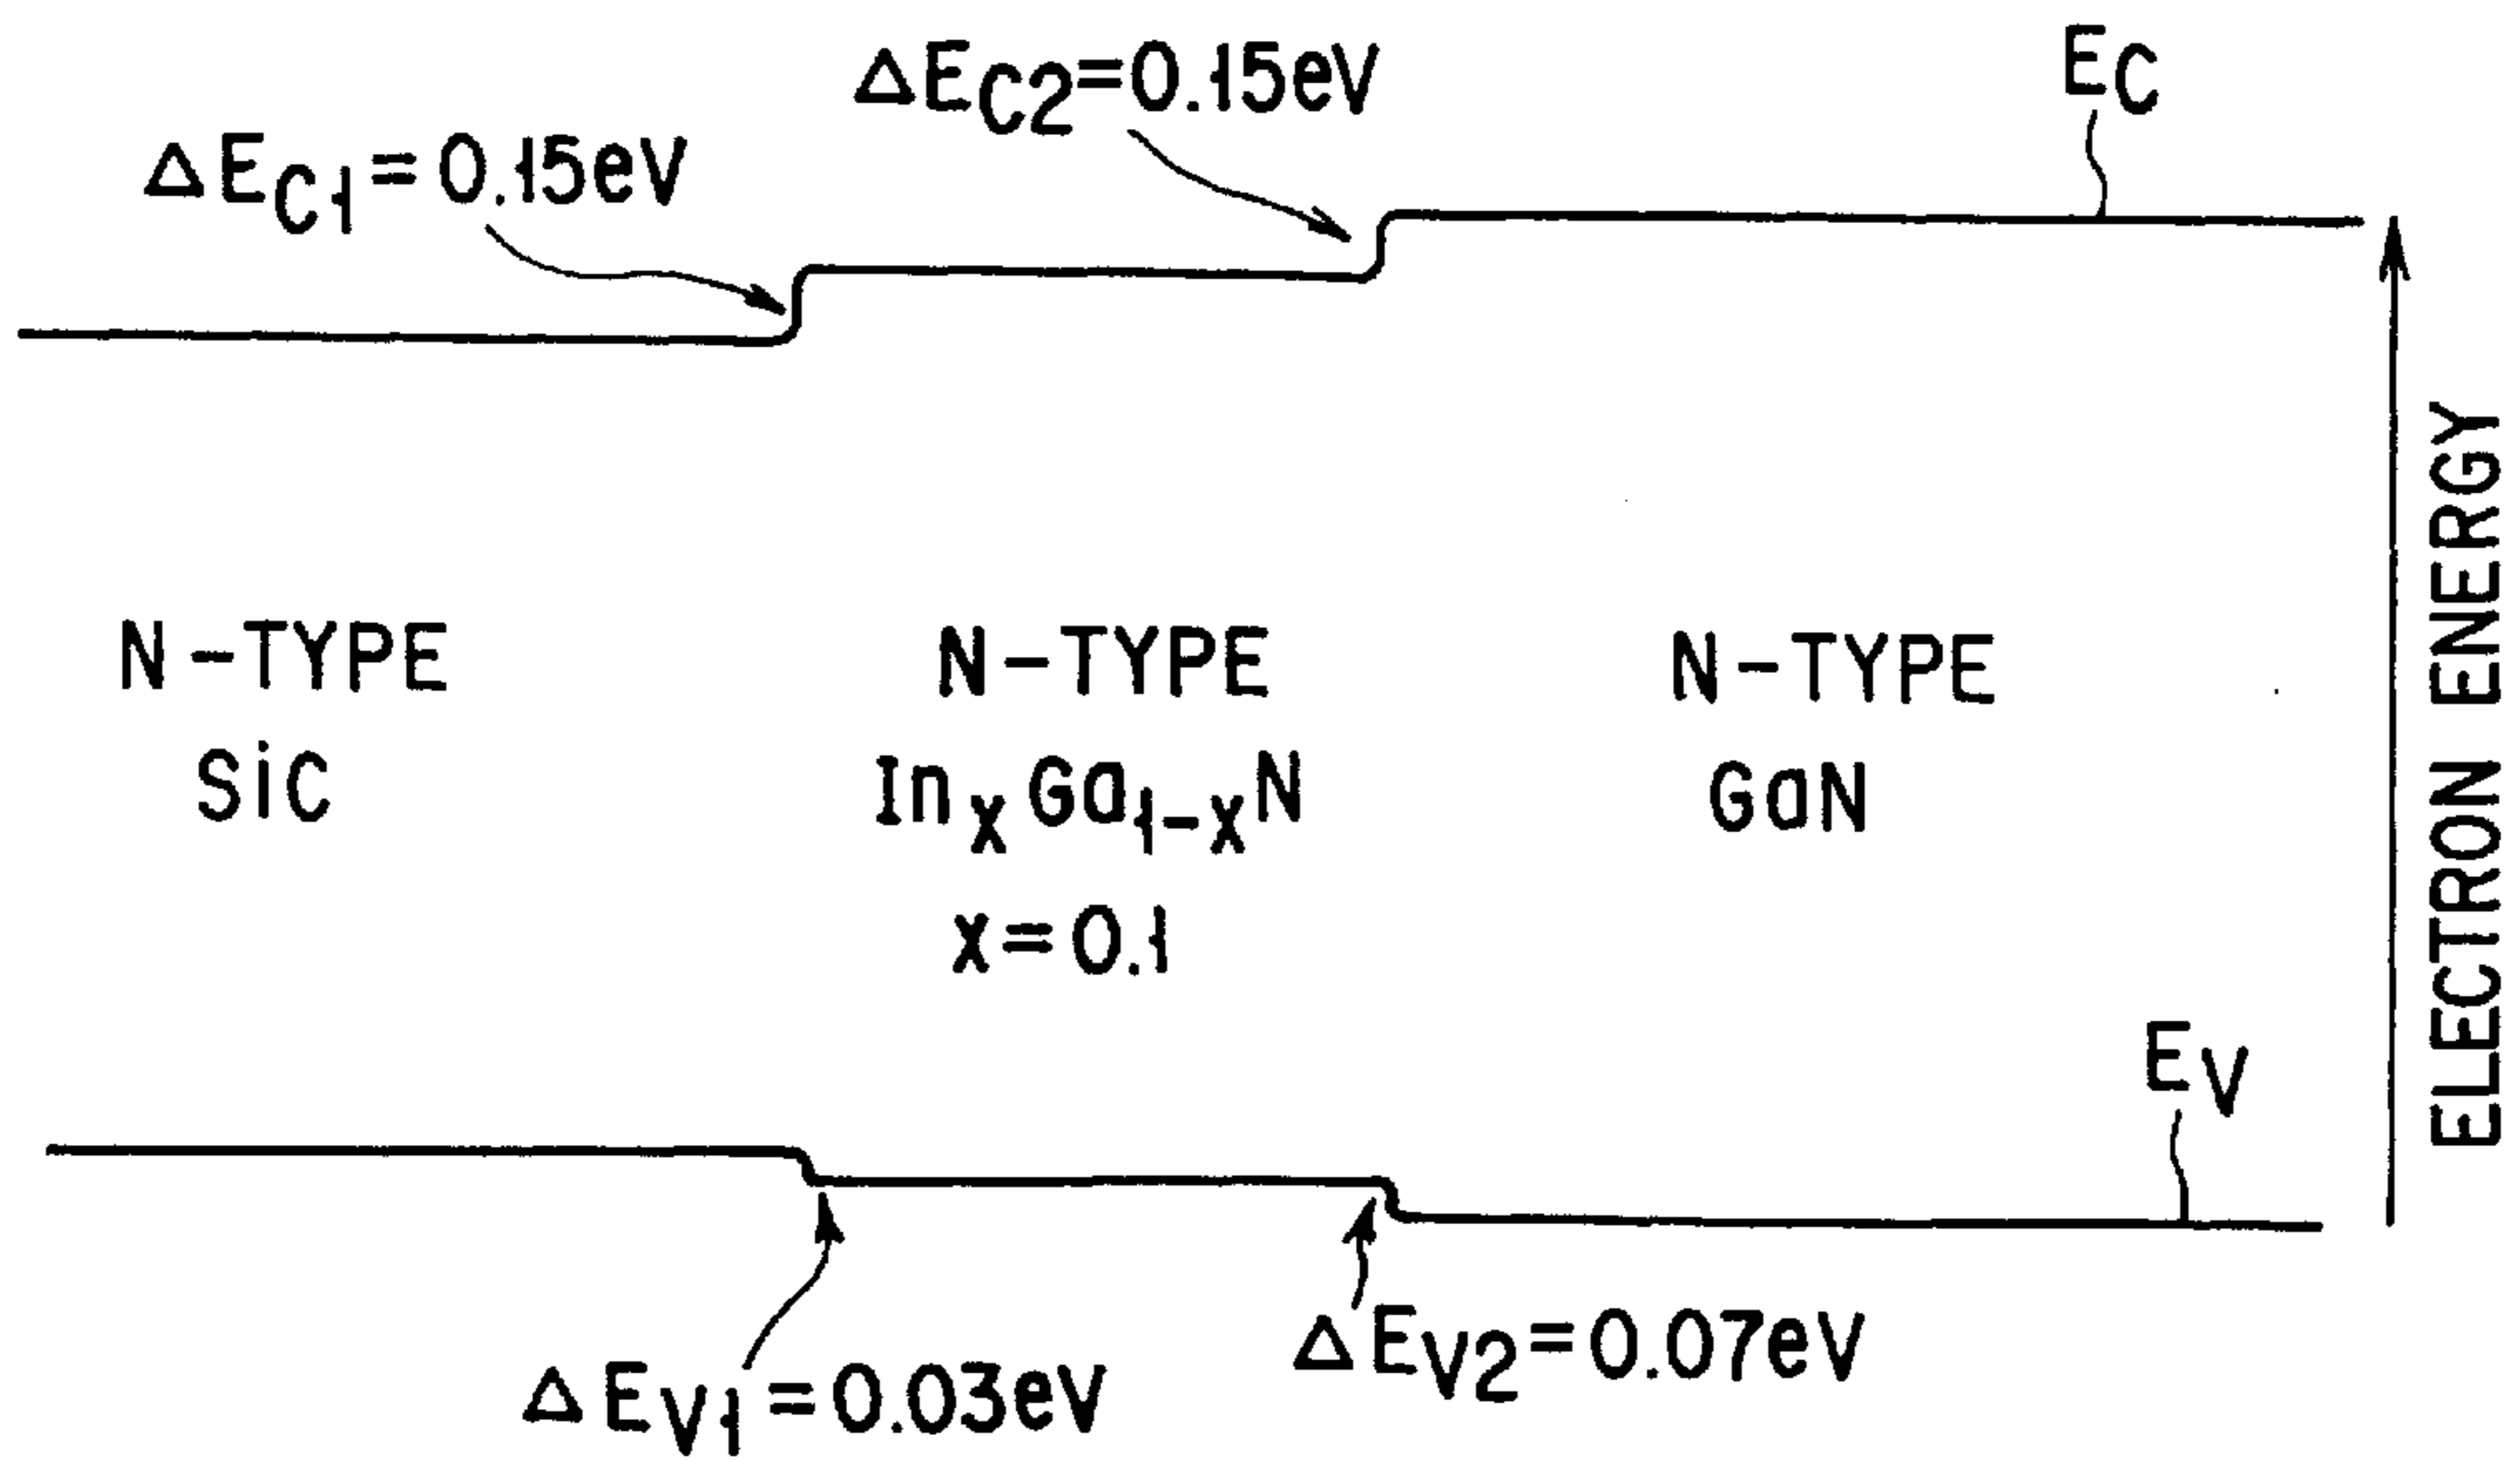 ΔEC2=0.15eV
EC
ΔEC1=0.15eV
N-TYPE
SiC
N-TYPE
InxGa1-xN
x=0.1
N-TYPE
GaN
ELECTRON ENERGY
EV
ΔEV1=0.03eV
ΔEV2=0.07eV